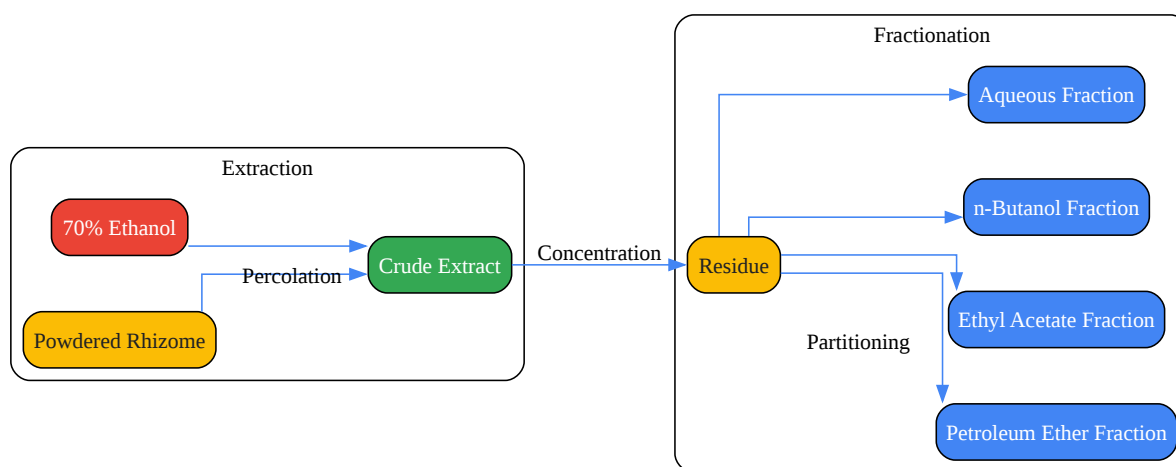 Extraction
70% Ethanol
Powdered Rhizome
Percolation
Crude Extract
Concentration
Fractionation
Residue
Partitioning
Aqueous Fraction
n-Butanol Fraction
Ethyl Acetate Fraction
Petroleum Ether Fraction